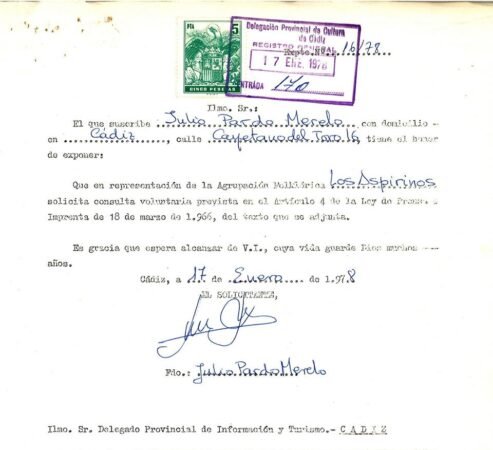 PTA 5
CINCO PESETAS
Delegación Provincial de Cultura
de Cádiz
REGISTRO GENERAL
Expte. Nº. 16/78
17 ENE. 1978
ENTRADA 170
Ilmo. Sr.:
El que suscribe Julio Pardo Merelo con domicilio
en Cádiz, calle Cayetano del Toro 16, tiene el honor
de exponer:
Que en representación de la Agrupación Folklórica Los Aspirinos
solicita consulta voluntaria prevista en el Artículo 4 de la Ley de Prensa e
Imprenta de 18 de marzo de 1.966, del texto que se adjunta.
Es gracia que espera alcanzar de V.I., cuya vida guarde Dios muchos
años.
Cádiz, a 17 de Enero de 1.978
EL SOLICITANTE,
Fdo.: Julio Pardo Merelo
Ilmo. Sr. Delegado Provincial de Información y Turismo.- CADIZ